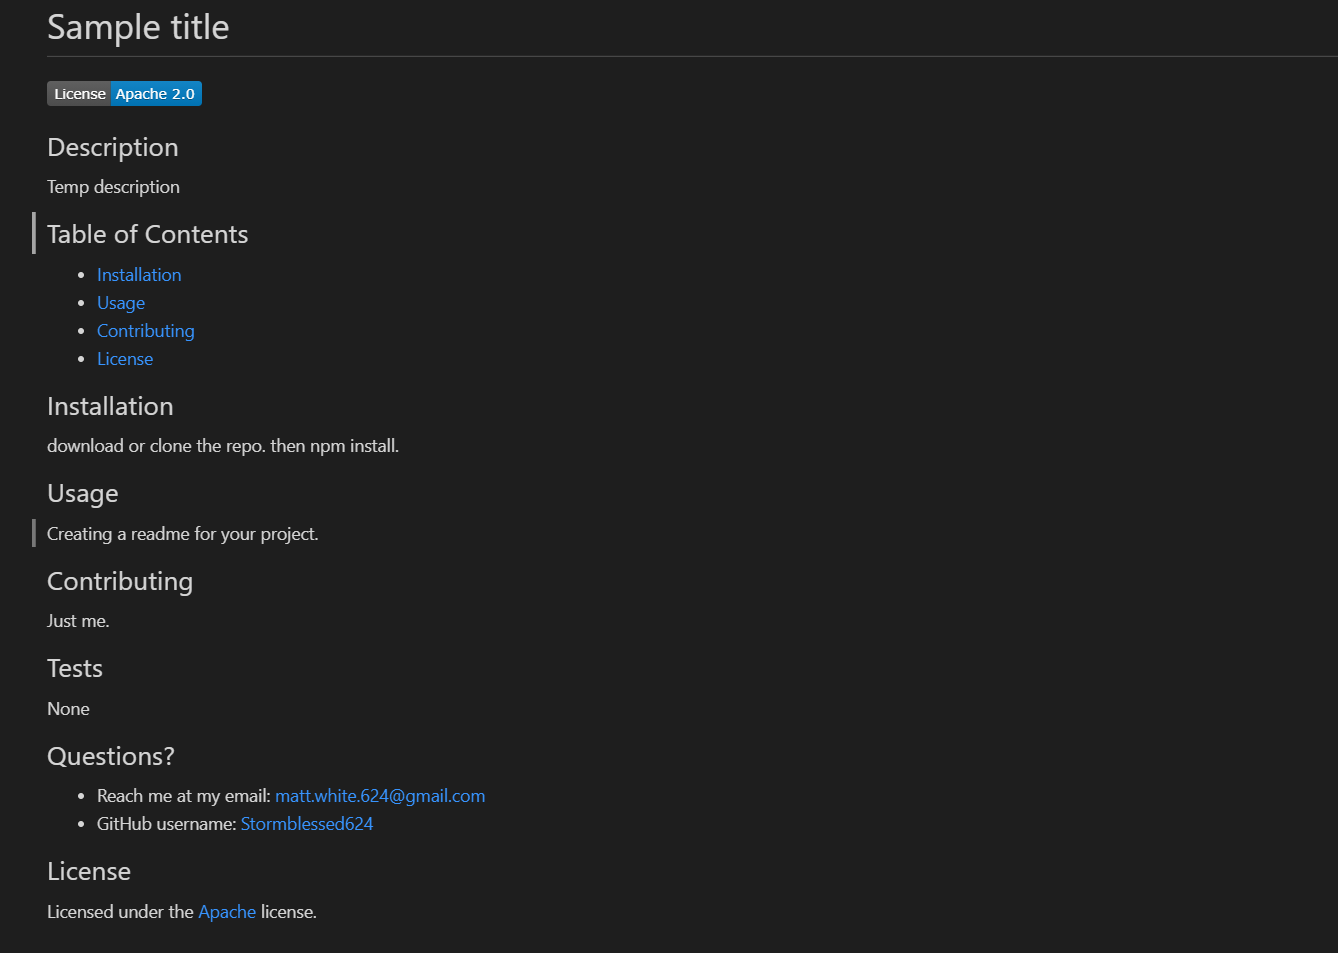 Sample title
License Apache 2.0
Description
Temp description
Table of Contents
Installation
Usage
Contributing
License
Installation
download or clone the repo. then npm install.
Usage
Creating a readme for your project.
Contributing
Just me.
Tests
None
Questions?
Reach me at my email: matt.white.624@gmail.com
GitHub username: Stormblessed624
License
Licensed under the Apache license.